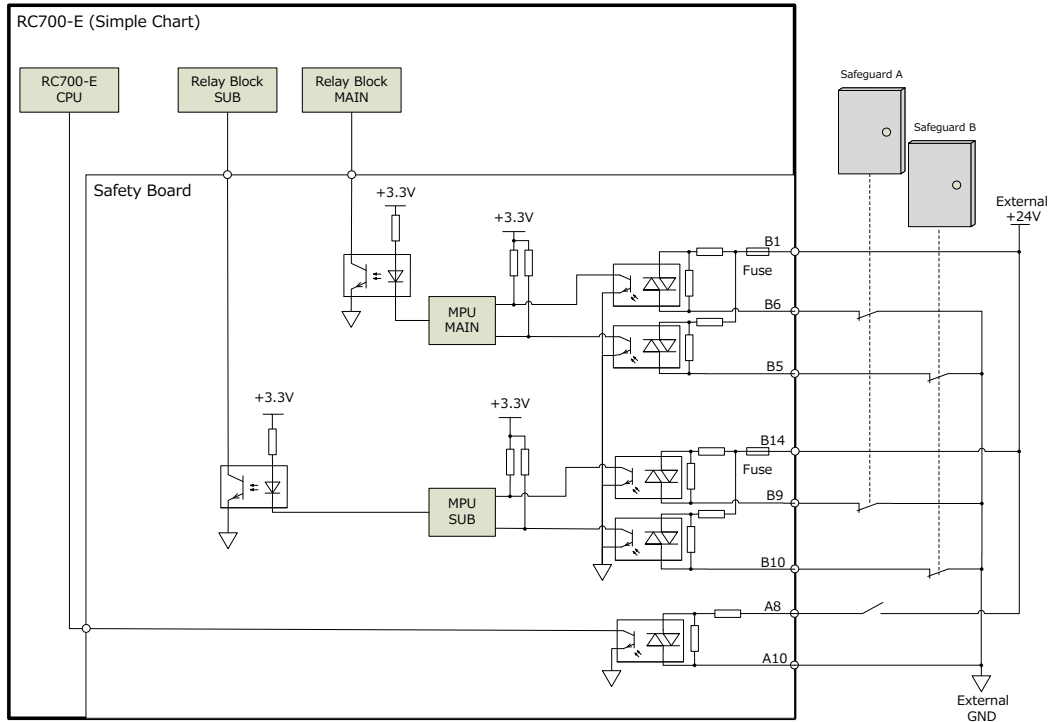 RC700-E (Simple Chart)
RC700-E
CPU
Relay Block
SUB
Relay Block
MAIN
Safeguard A
Safeguard B
External
+24V
Safety Board
+3.3V
+3.3V
B1
Fuse
MPU
MAIN
B6
B5
+3.3V
+3.3V
B14
Fuse
MPU
SUB
B9
B10
A8
A10
External
GND